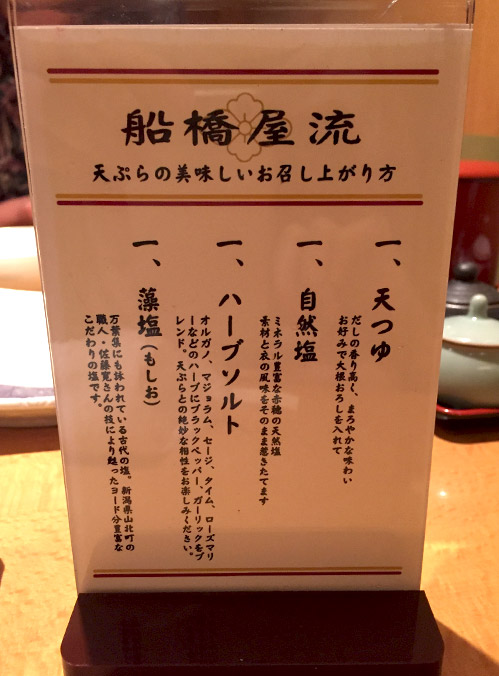 船橋屋流
天ぷらの美味しいお召し上がり方
一、天つゆ
だしの香り高く、まろやかな味わい
お好みで大根おろしを入れて
一、自然塩
ミネラル豊富な赤穂の天然塩
素材と衣の風味をそのまま惹きたてます
一、ハーブソルト
オルガノ、マジョラム、セージ、タイム、ローズマリ
ーなどのハーブにブラックペッパー、ガーリックをブ
レンド。天ぷらとの絶妙な相性をお楽しみください。
一、藻塩(もしお)
万葉集にも詠われている古代の塩。新潟県山北町の
職人・佐藤寛さんの技により甦ったヨード分豊富な
こだわりの塩です。